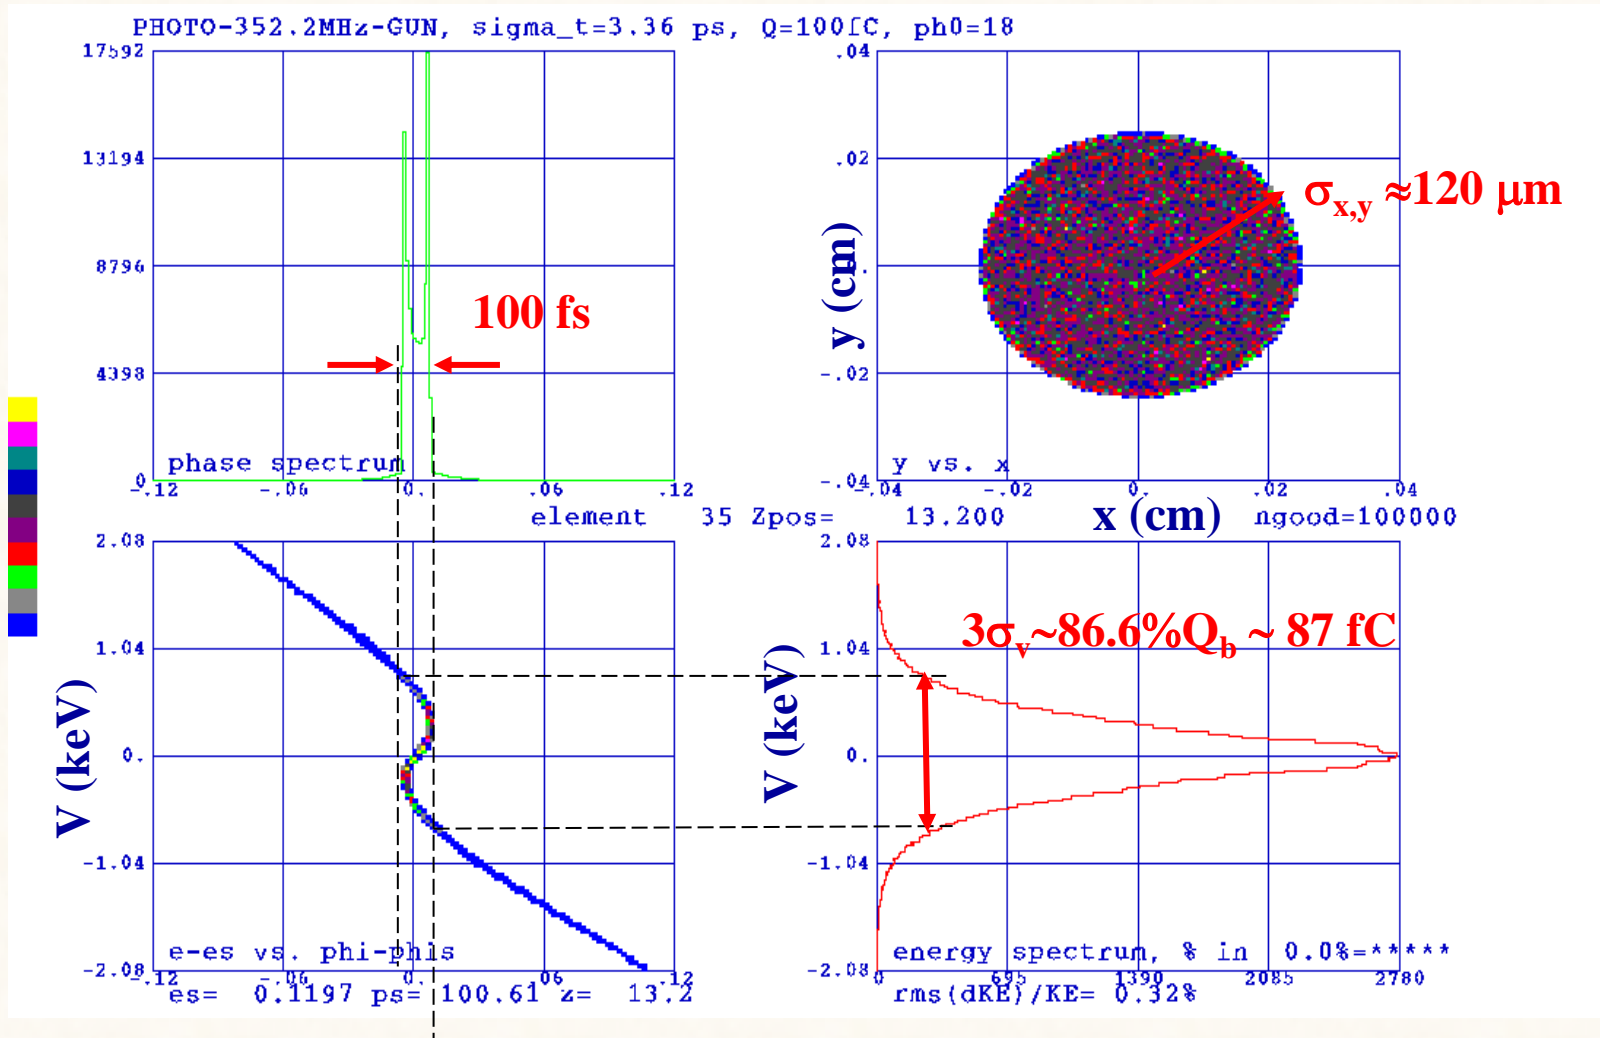 PHOTO-352.2MHz-GUN, sigma_t=3.36 ps, Q=100fC, ph0=18
17592
13194
8796
4398
0
-.12 -.06 0. .06 .12
phase spectrum
100 fs
.04
.02
0.
-.02
-.04
-.04 -.02 0. .02 .04
y vs. x
y (cm)
σx,y ≈120 μm
element 35 Zpos= 13.200 x (cm) ngood=100000
2.08
1.04
0.
-1.04
-2.08
-.12 -.06 0. .06 .12
V (keV)
e-es vs. phi-phis
es= 0.1197 ps= 100.61 z= 13.2
2.08
1.04
0.
-1.04
-2.08
0 695 1390 2085 2780
V (keV)
3σv~86.6%Qb ~ 87 fC
energy spectrum, % in 0.0%=*****
rms(dKE)/KE= 0.32%